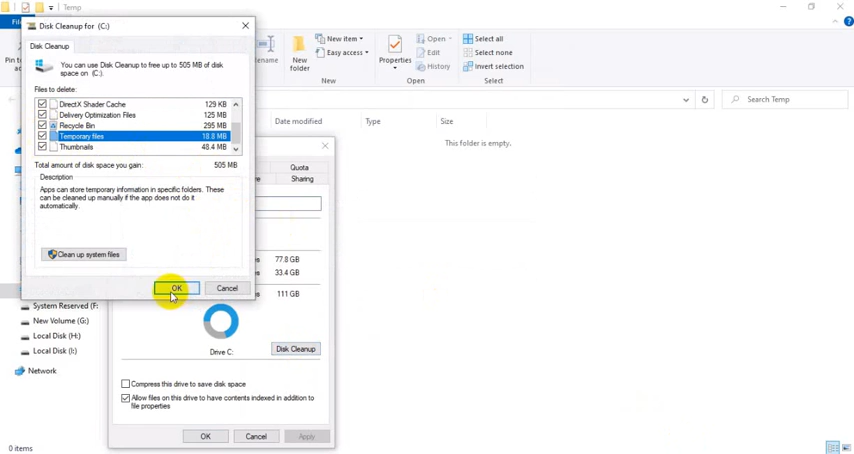 Temp
Fil
Disk Cleanup for (C:)
Disk Cleanup
You can use Disk Cleanup to free up to 505 MB of disk
space on (C:).
Files to delete:
DirectX Shader Cache 129 KB
Delivery Optimization Files 125 MB
Recycle Bin 295 MB
Temporary files 18.8 MB
Thumbnails 48.4 MB
Total amount of disk space you gain: 505 MB
Description
Apps can store temporary information in specific folders. These
can be cleaned up manually if the app does not do it
automatically.
Clean up system files
OK Cancel
Pin to
ename
New
folder
New item
Easy access
New
Properties
Open
Edit
History
Open
Select all
Select none
Invert selection
Select
Search Temp
Date modified Type Size
This folder is empty.
Quota
Sharing
77.8 GB
33.4 GB
111 GB
Drive C:
Disk Cleanup
Compress this drive to save disk space
Allow files on this drive to have contents indexed in addition to
file properties
OK Cancel Apply
System Reserved (F:
New Volume (G:)
Local Disk (H:)
Local Disk (I:)
Network
0 items